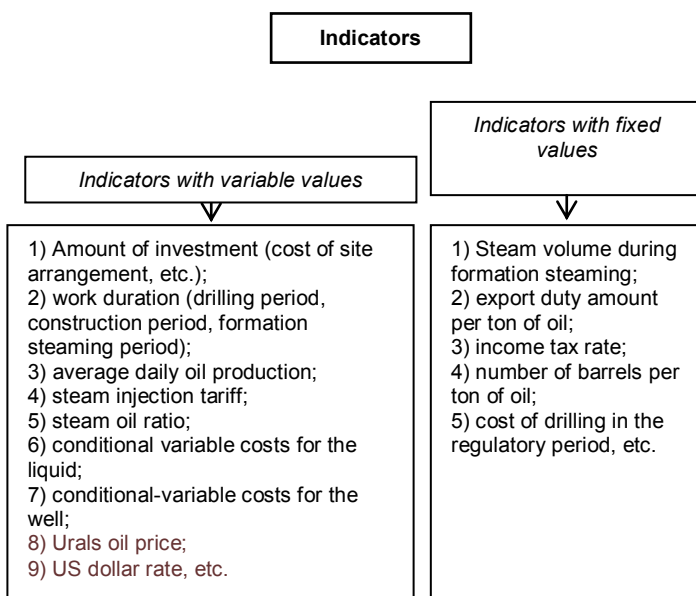 Indicators
Indicators with variable values
1) Amount of investment (cost of site
arrangement, etc.);
2) work duration (drilling period,
construction period, formation
steaming period);
3) average daily oil production;
4) steam injection tariff;
5) steam oil ratio;
6) conditional variable costs for the
liquid;
7) conditional-variable costs for the
well;
8) Urals oil price;
9) US dollar rate, etc.
Indicators with fixed
values
1) Steam volume during
formation steaming;
2) export duty amount
per ton of oil;
3) income tax rate;
4) number of barrels per
ton of oil;
5) cost of drilling in the
regulatory period, etc.